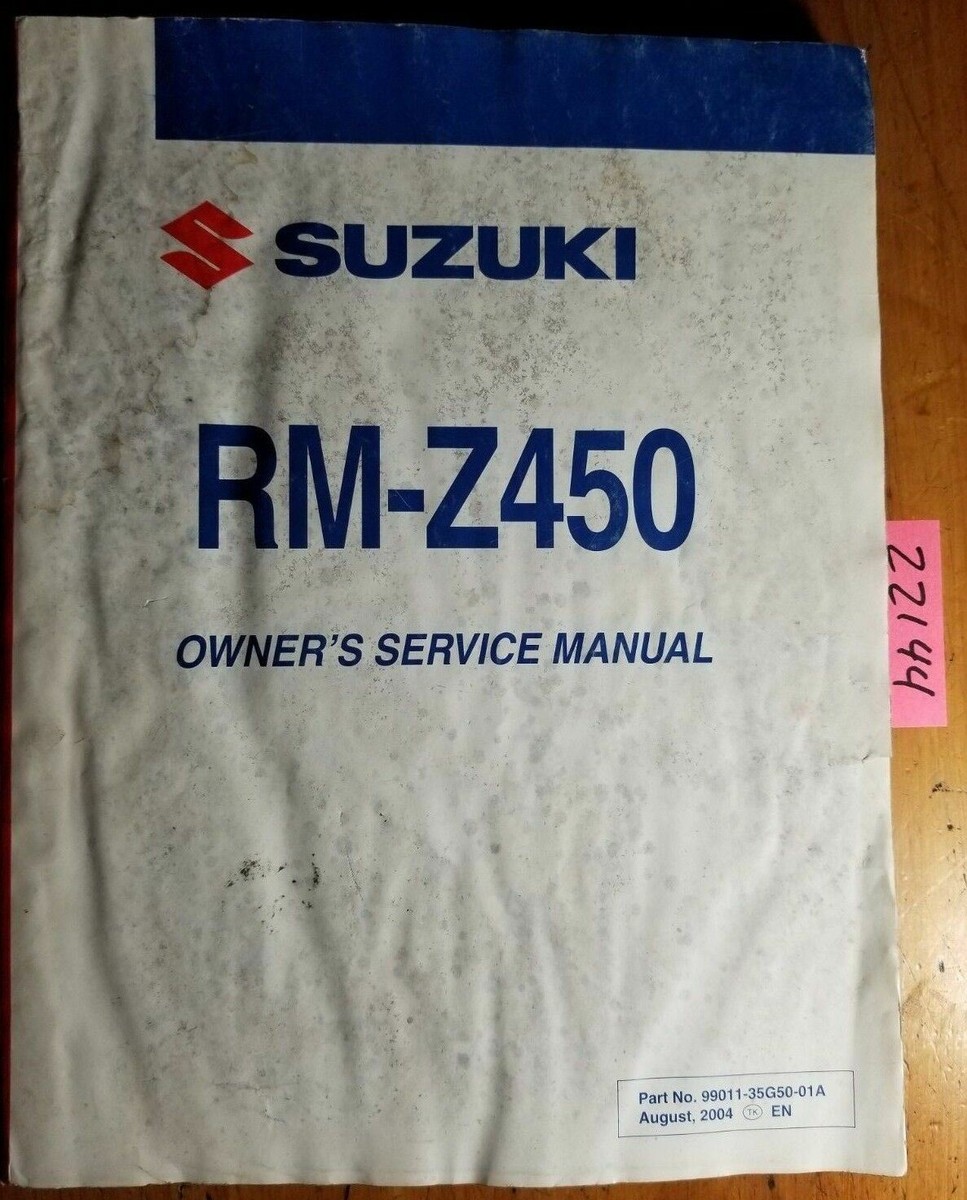 SUZUKI
RM-Z450
OWNER'S SERVICE MANUAL
22144
Part No. 99011-35G50-01A
August, 2004 TK EN